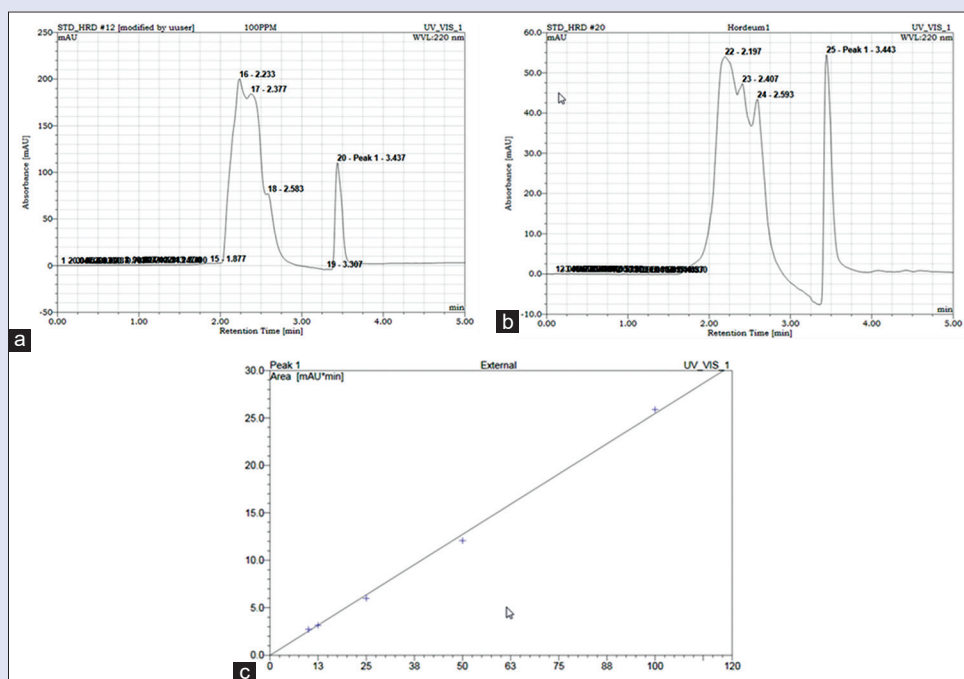 STD_HRD #12 [modified by uuser] 100PPM UV_VIS_1
mAU WVL:220 nm
250
200
150
100
50
0
-50
Absorbance [mAU]
16 - 2.233
17 - 2.377
18 - 2.583
20 - Peak 1 - 3.437
15 - 1.877
19 - 3.307
min
0.00 1.00 2.00 3.00 4.00 5.00
Retention Time [min]
a
STD_HRD #20 Hordeum1 UV_VIS_1
mAU WVL:220 nm
60.0
50.0
40.0
30.0
20.0
10.0
0.0
-10.0
Absorbance [mAU]
22 - 2.197
23 - 2.407
24 - 2.593
25 - Peak 1 - 3.443
min
0.00 1.00 2.00 3.00 4.00 5.00
Retention Time [min]
b
Peak 1 External UV_VIS_1
Area [mAU*min]
30.0
25.0
20.0
15.0
10.0
5.0
0.0
0 13 25 38 50 63 75 88 100 120
c